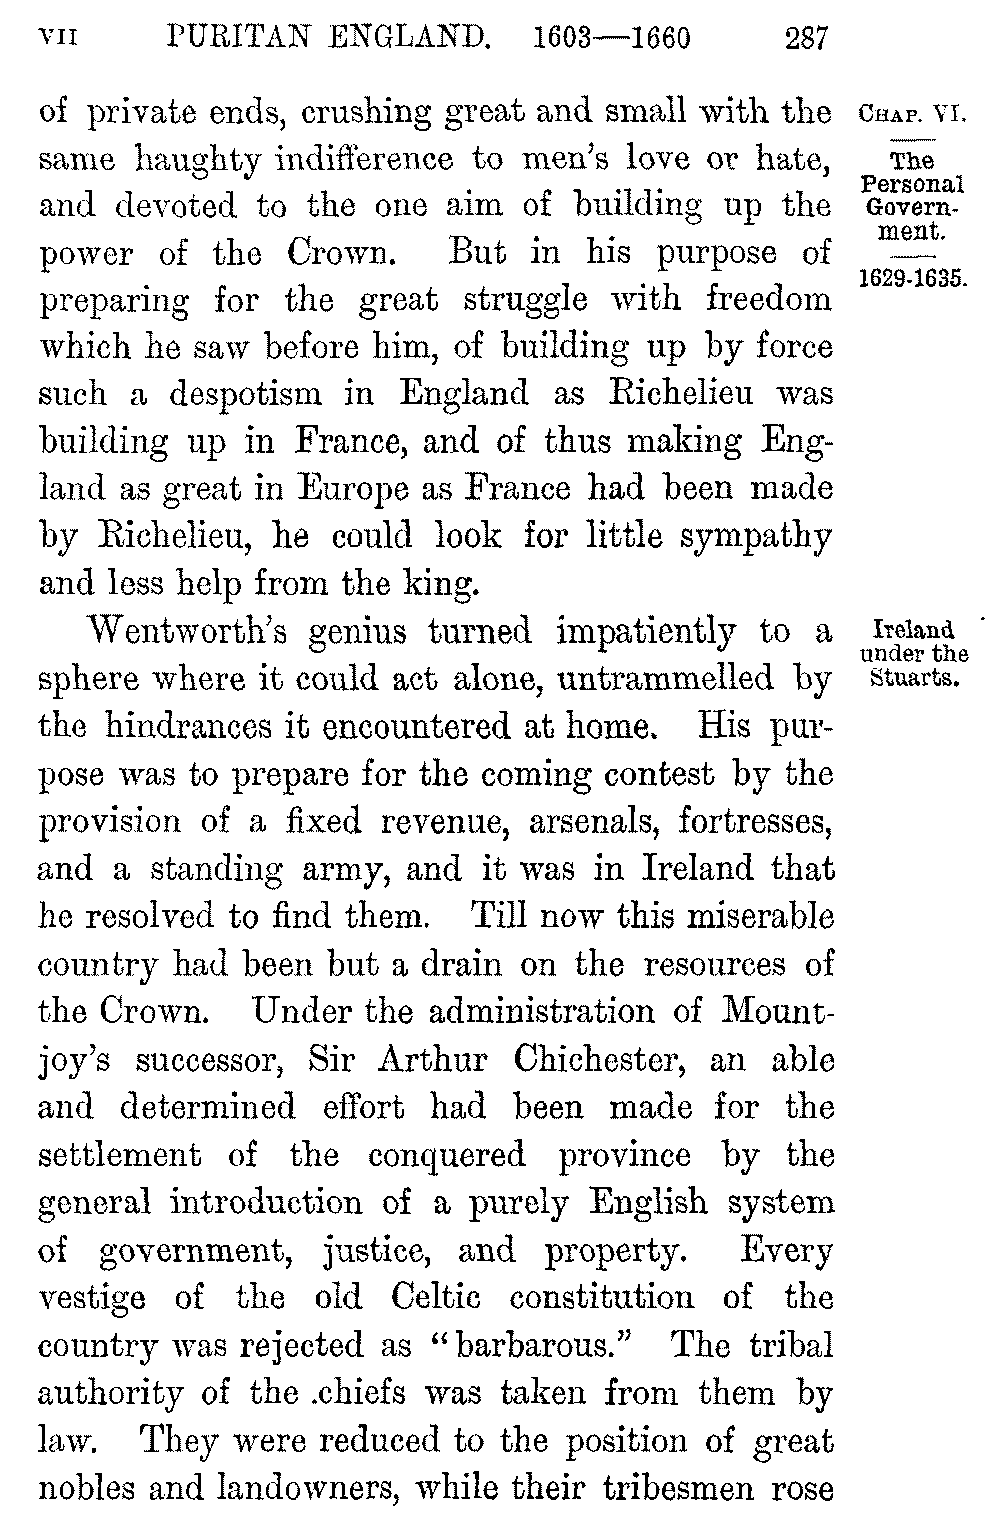 VII PURITAN ENGLAND. 1603—1660 287
of private ends, crushing great and small with the
same haughty indifference to men's love or hate,
and devoted to the one aim of building up the
power of the Crown. But in his purpose of
preparing for the great struggle with freedom
which he saw before him, of building up by force
such a despotism in England as Richelieu was
building up in France, and of thus making Eng-
land as great in Europe as France had been made
by Richelieu, he could look for little sympathy
and less help from the king.
CHAP. VI.
The
Personal
Govern-
ment.
1629-1635.
Wentworth's genius turned impatiently to a
sphere where it could act alone, untrammelled by
the hindrances it encountered at home. His pur-
pose was to prepare for the coming contest by the
provision of a fixed revenue, arsenals, fortresses,
and a standing army, and it was in Ireland that
he resolved to find them. Till now this miserable
country had been but a drain on the resources of
the Crown. Under the administration of Mount-
joy's successor, Sir Arthur Chichester, an able
and determined effort had been made for the
settlement of the conquered province by the
general introduction of a purely English system
of government, justice, and property. Every
vestige of the old Celtic constitution of the
country was rejected as "barbarous." The tribal
authority of the .chiefs was taken from them by
law. They were reduced to the position of great
nobles and landowners, while their tribesmen rose
Ireland
under the
Stuarts.